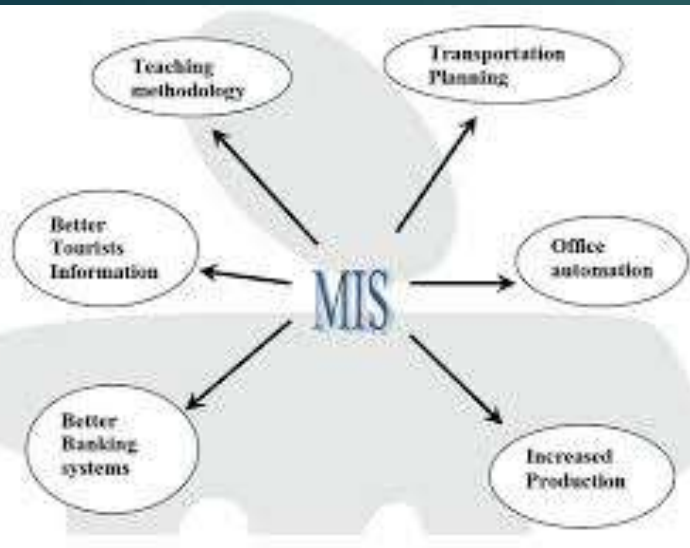 Teaching
methodology
Transportation
Planning
Better
Tourists
Information
MIS
Office
automation
Better
Banking
systems
Increased
Production